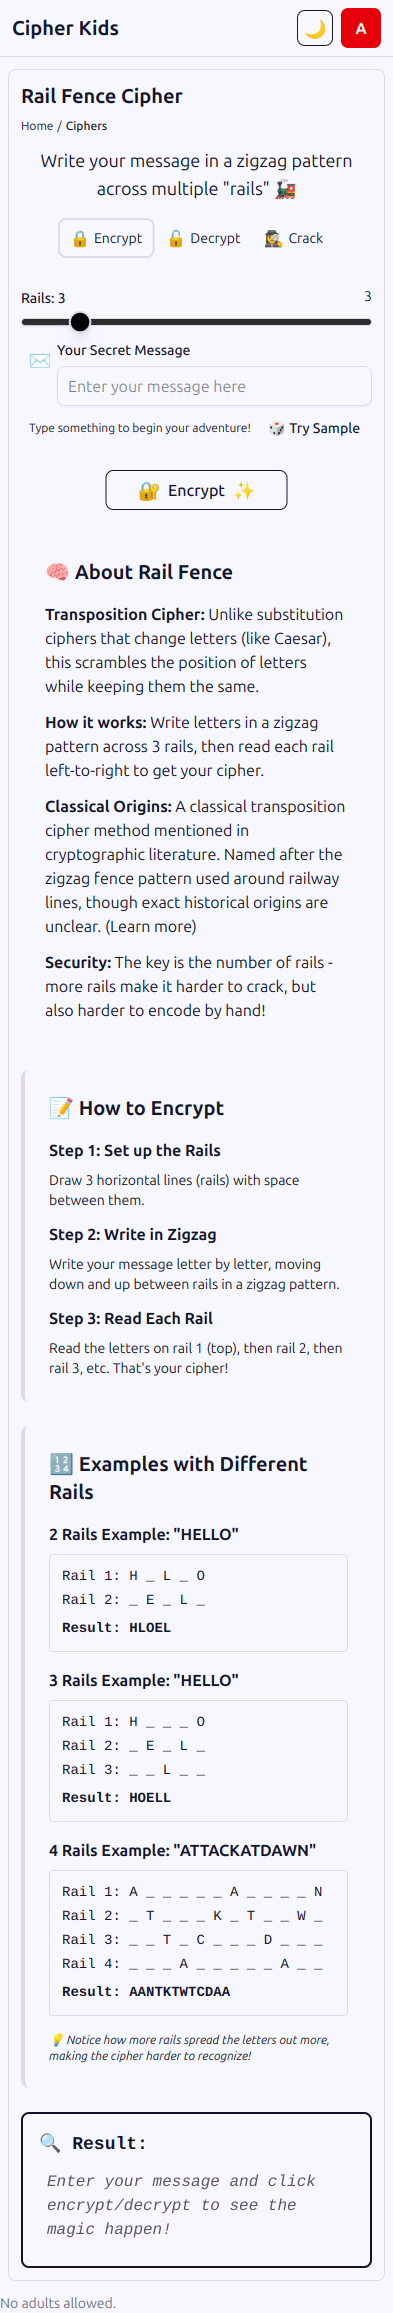 Cipher Kids
🌙
A
Rail Fence Cipher
Home / Ciphers
Write your message in a zigzag pattern
across multiple "rails" 🚂
🔒 Encrypt
🔓 Decrypt
🕵️ Crack
Rails: 3
3
✉️
Your Secret Message
Enter your message here
Type something to begin your adventure!
🎲 Try Sample
🔐 Encrypt ✨
🧠 About Rail Fence
Transposition Cipher: Unlike substitution
ciphers that change letters (like Caesar),
this scrambles the position of letters
while keeping them the same.
How it works: Write letters in a zigzag
pattern across 3 rails, then read each rail
left-to-right to get your cipher.
Classical Origins: A classical transposition
cipher method mentioned in
cryptographic literature. Named after the
zigzag fence pattern used around railway
lines, though exact historical origins are
unclear. (Learn more)
Security: The key is the number of rails -
more rails make it harder to crack, but
also harder to encode by hand!
📝 How to Encrypt
Step 1: Set up the Rails
Draw 3 horizontal lines (rails) with space
between them.
Step 2: Write in Zigzag
Write your message letter by letter, moving
down and up between rails in a zigzag pattern.
Step 3: Read Each Rail
Read the letters on rail 1 (top), then rail 2, then
rail 3, etc. That's your cipher!
🔢 Examples with Different
Rails
2 Rails Example: "HELLO"
Rail 1: H _ L _ O
Rail 2: _ E _ L _
Result: HLOEL
3 Rails Example: "HELLO"
Rail 1: H _ _ _ O
Rail 2: _ E _ L _
Rail 3: _ _ L _ _
Result: HOELL
4 Rails Example: "ATTACKATDAWN"
Rail 1: A _ _ _ _ _ A _ _ _ _ N
Rail 2: _ T _ _ _ K _ T _ _ W _
Rail 3: _ _ T _ C _ _ _ D _ _ _
Rail 4: _ _ _ A _ _ _ _ _ A _ _
Result: AANTKTWTCDAA
💡 Notice how more rails spread the letters out more,
making the cipher harder to recognize!
🔍 Result:
Enter your message and click
encrypt/decrypt to see the
magic happen!
No adults allowed.